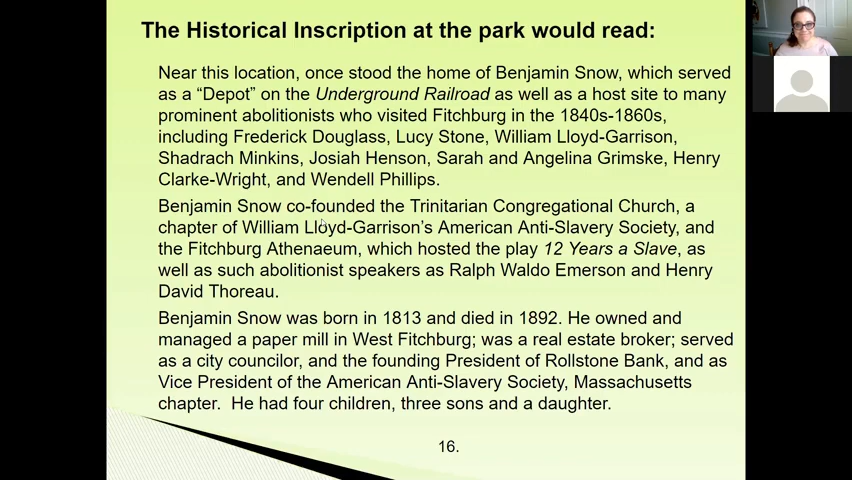 The Historical Inscription at the park would read:
Near this location, once stood the home of Benjamin Snow, which served
as a “Depot” on the Underground Railroad as well as a host site to many
prominent abolitionists who visited Fitchburg in the 1840s-1860s,
including Frederick Douglass, Lucy Stone, William Lloyd-Garrison,
Shadrach Minkins, Josiah Henson, Sarah and Angelina Grimske, Henry
Clarke-Wright, and Wendell Phillips.
Benjamin Snow co-founded the Trinitarian Congregational Church, a
chapter of William Lloyd-Garrison’s American Anti-Slavery Society, and
the Fitchburg Athenaeum, which hosted the play 12 Years a Slave, as
well as such abolitionist speakers as Ralph Waldo Emerson and Henry
David Thoreau.
Benjamin Snow was born in 1813 and died in 1892. He owned and
managed a paper mill in West Fitchburg; was a real estate broker; served
as a city councilor, and the founding President of Rollstone Bank, and as
Vice President of the American Anti-Slavery Society, Massachusetts
chapter. He had four children, three sons and a daughter.
16.